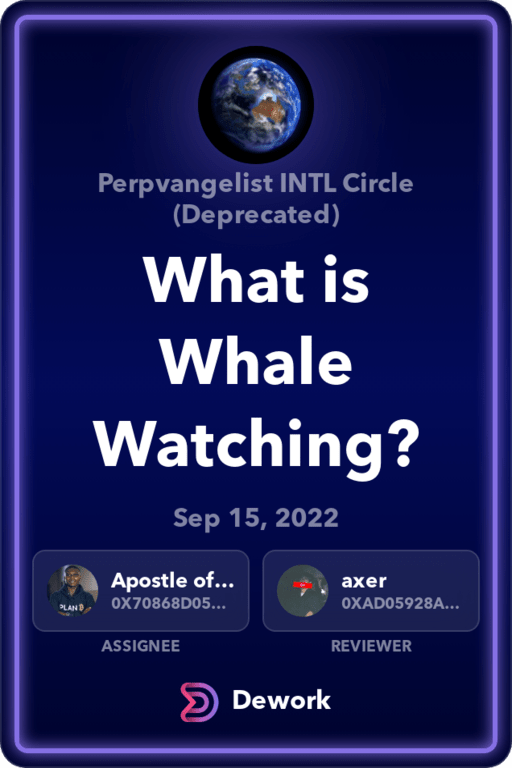 Perpvangelist INTL Circle
(Deprecated)
What is
Whale
Watching?
Sep 15, 2022
Apostle of...
0X70868D05...
PLAN B
ASSIGNEE
axer
0XAD05928A...
REVIEWER
Dework